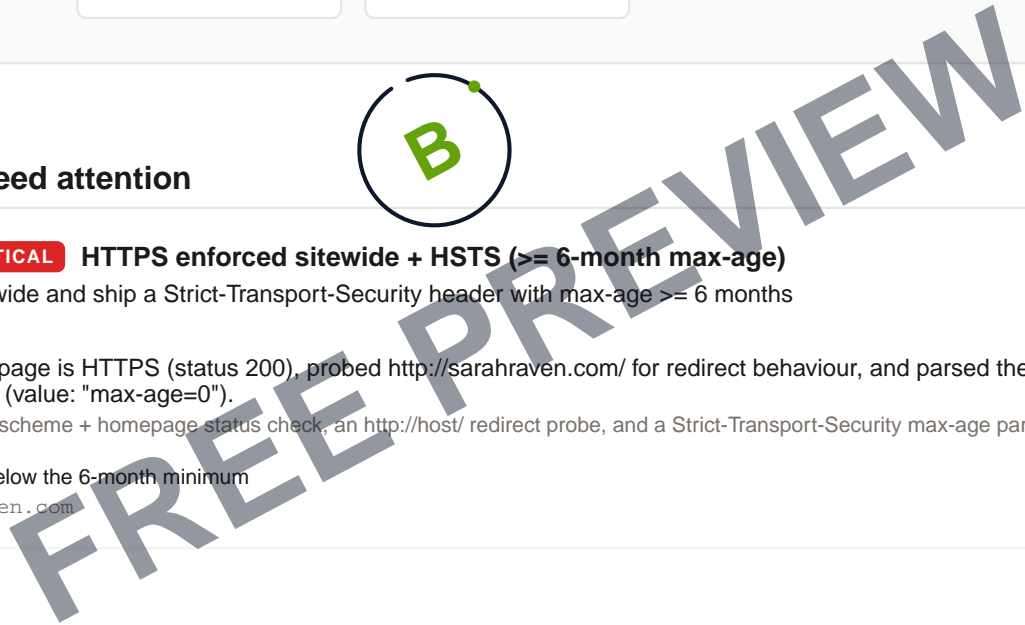 B
eed attention
TICAL HTTPS enforced sitewide + HSTS (>= 6-month max-age)
wide and ship a Strict-Transport-Security header with max-age >= 6 months
page is HTTPS (status 200), probed http://sarahraven.com/ for redirect behaviour, and parsed the
(value: "max-age=0").
scheme + homepage status check, an http://host/ redirect probe, and a Strict-Transport-Security max-age par
elow the 6-month minimum
en.com
FREE PREVIEW